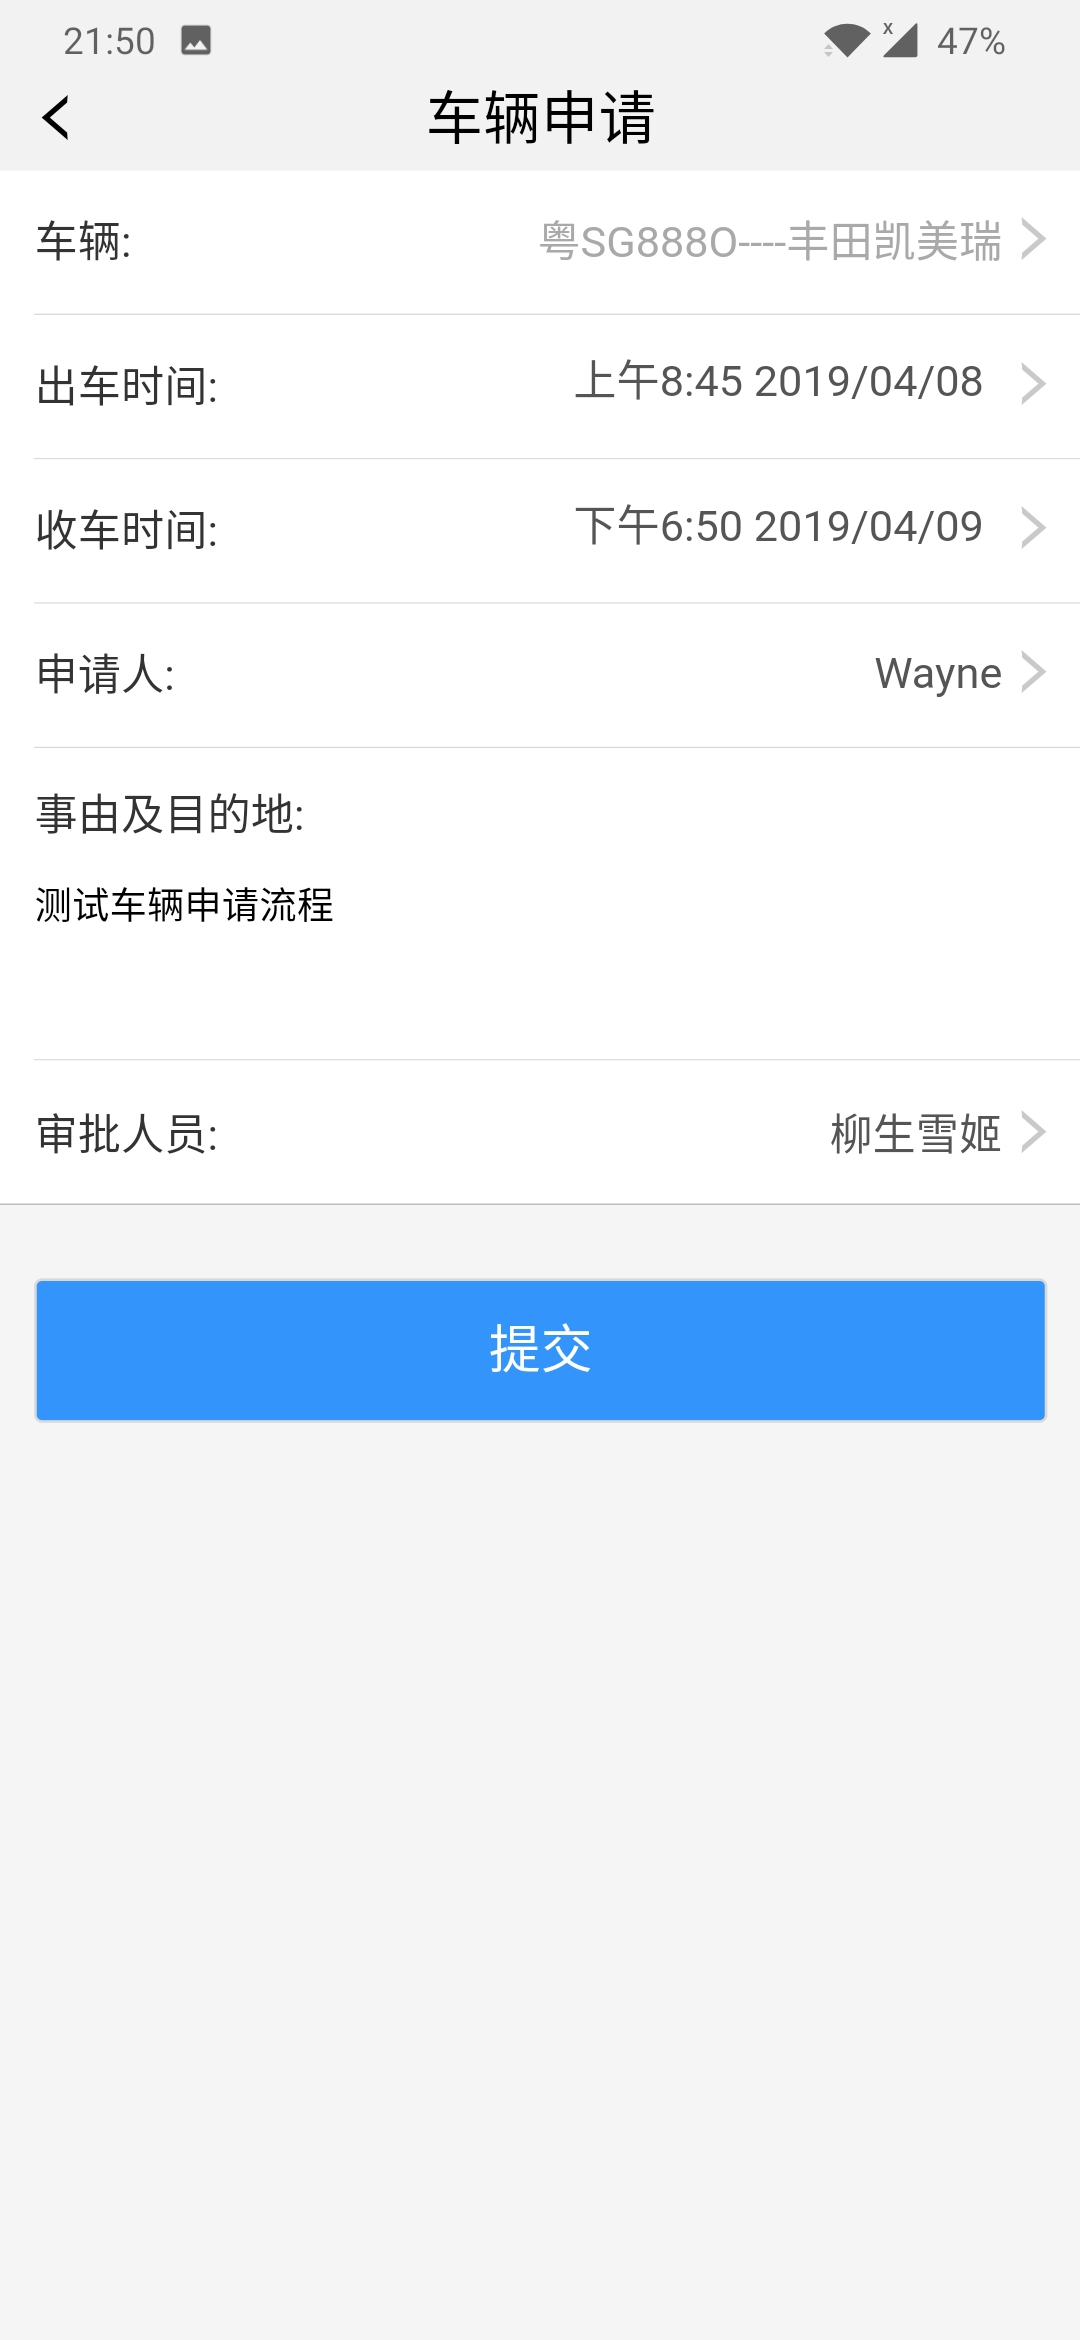 21:50
x
47%
车辆申请
车辆:
粤SG888O----丰田凯美瑞
出车时间:
上午8:45 2019/04/08
收车时间:
下午6:50 2019/04/09
申请人:
Wayne
事由及目的地:
测试车辆申请流程
审批人员:
柳生雪姬
提交